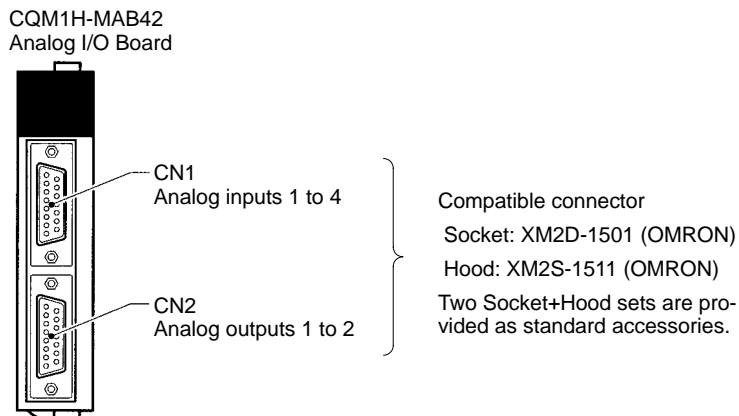 CQM1H-MAB42
Analog I/O Board
CN1
Analog inputs 1 to 4
CN2
Analog outputs 1 to 2
Compatible connector
Socket: XM2D-1501 (OMRON)
Hood: XM2S-1511 (OMRON)
Two Socket+Hood sets are pro-
vided as standard accessories.